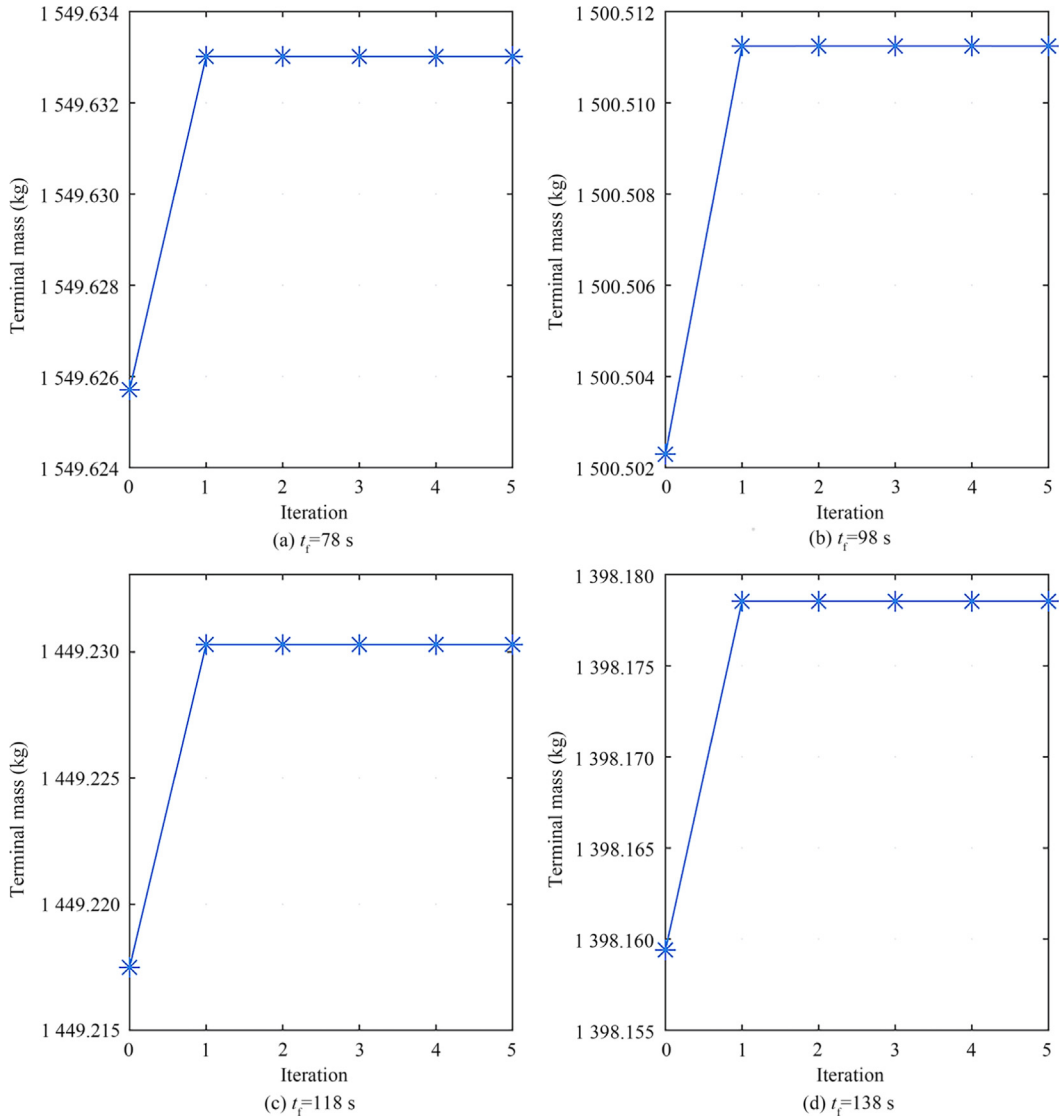 1 549.634
1 549.632
1 549.630
1 549.628
1 549.626
1 549.624
Terminal mass (kg)
0 1 2 3 4 5
Iteration
(a) t_f=78 s
1 500.512
1 500.510
1 500.508
1 500.506
1 500.504
1 500.502
Terminal mass (kg)
0 1 2 3 4 5
Iteration
(b) t_f=98 s
1 449.230
1 449.225
1 449.220
1 449.215
Terminal mass (kg)
0 1 2 3 4 5
Iteration
(c) t_f=118 s
1 398.180
1 398.175
1 398.170
1 398.165
1 398.160
1 398.155
Terminal mass (kg)
0 1 2 3 4 5
Iteration
(d) t_f=138 s